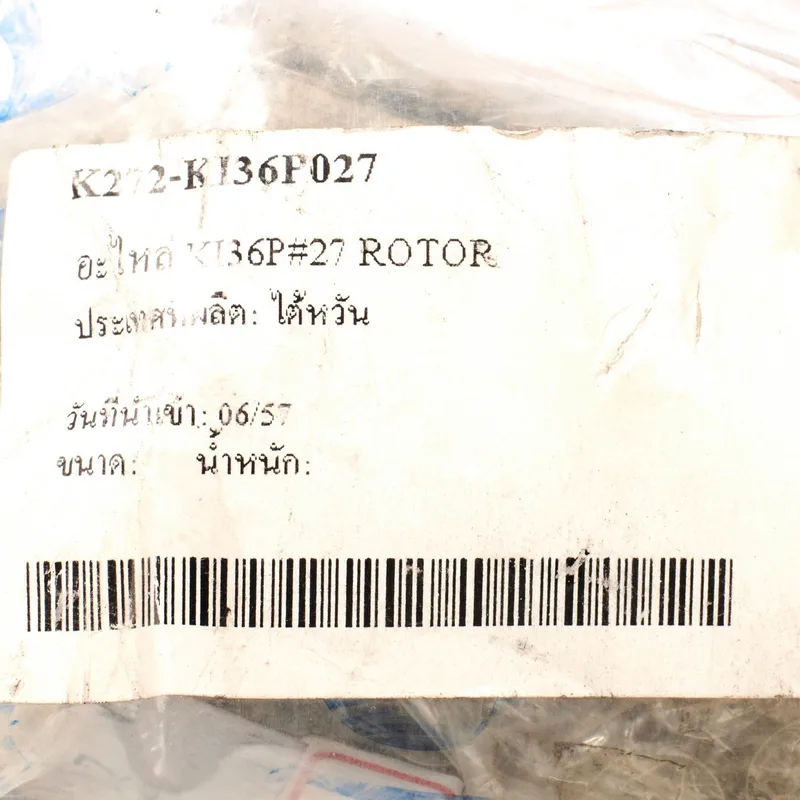 K272-KI36P027
อะไหล่ KI36P#27 ROTOR
ประเทศที่ผลิต: ไต้หวัน
วันที่นำเข้า: 06/57
ขนาด: น้ำหนัก: